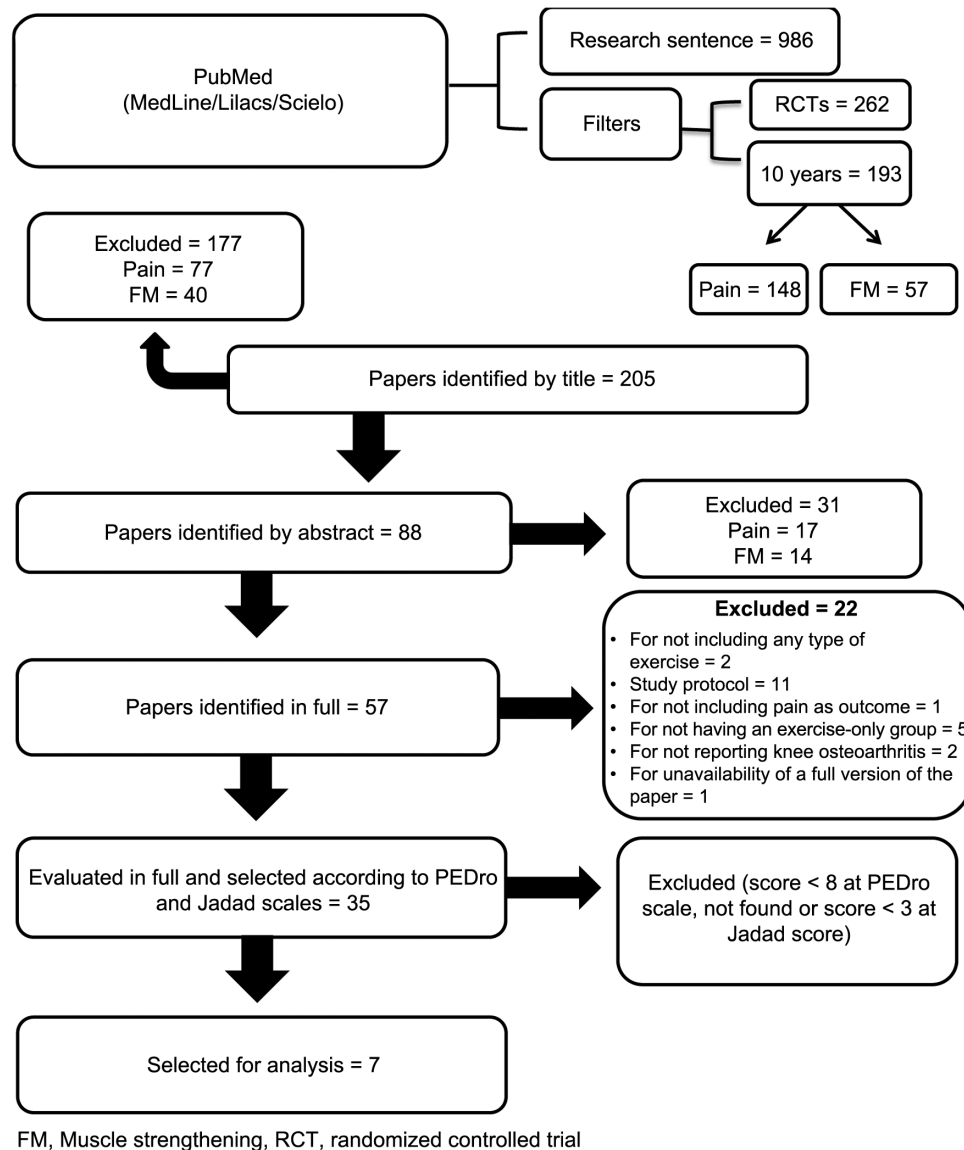 PubMed
(MedLine/Lilacs/Scielo)
Research sentence = 986
Filters
RCTs = 262
10 years = 193
Pain = 148
FM = 57
Excluded = 177
Pain = 77
FM = 40
Papers identified by title = 205
Papers identified by abstract = 88
Excluded = 31
Pain = 17
FM = 14
Papers identified in full = 57
Excluded = 22
• For not including any type of
exercise = 2
• Study protocol = 11
• For not including pain as outcome = 1
• For not having an exercise-only group = 5
• For not reporting knee osteoarthritis = 2
• For unavailability of a full version of the
paper = 1
Evaluated in full and selected according to PEDro
and Jadad scales = 35
Excluded (score < 8 at PEDro
scale, not found or score < 3 at
Jadad score)
Selected for analysis = 7
FM, Muscle strengthening, RCT, randomized controlled trial